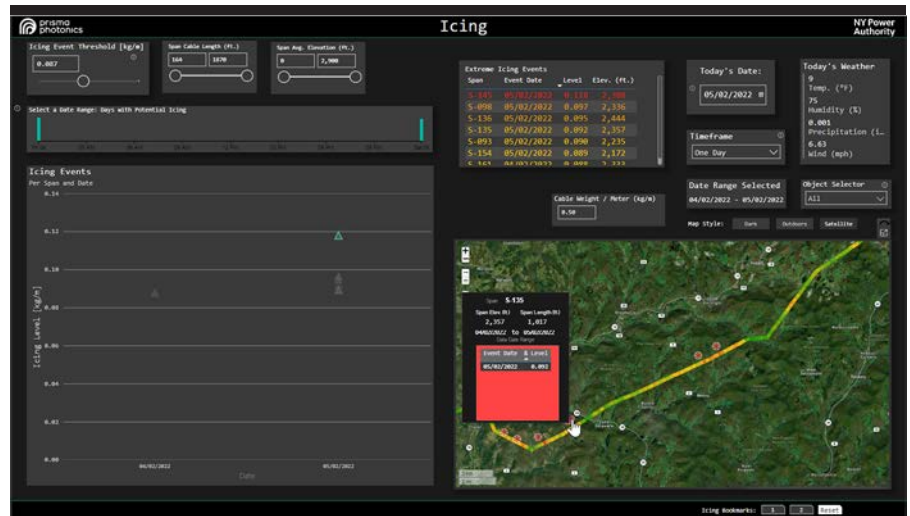 prisma
photonics
Icing
NY Power
Authority
Icing Event Threshold [kg/m]
0.087
Span Cable Length (ft.)
164 1870
Span Avg. Elevation (ft.)
0 2,900
Select a Date Range: Days with Potential Icing
Extreme Icing Events
Span Event Date Level Elev. (ft.)
S-145 05/02/2022 0.118
S-098 05/02/2022 0.097 2,336
S-136 05/02/2022 0.095 2,444
S-135 05/02/2022 0.092 2,357
S-093 05/02/2022 0.090 2,235
S-154 05/02/2022 0.089 2,172
S-161 04/02/2022 0.088
Today's Date:
05/02/2022
Today's Weather
9
Temp. (°F)
75
Humidity (%)
0.001
Precipitation (i…
6.63
Wind (mph)
Timeframe
One Day
Date Range Selected
04/02/2022 - 05/02/2022
Object Selector
All
Cable Weight / Meter (kg/m)
0.50
Map Style: Dark Outdoors Satellite
Icing Events
Per Span and Date
0.14
0.12
0.10
0.08
0.06
0.04
0.02
0.00
Icing Level [kg/m]
04/02/2022 05/02/2022
Date
Span S-135
Span Elev.(ft) Span Length(ft)
2,357 1,017
04/02/2022 to 05/02/2022
Data Date Range
Event Date & Level
05/02/2022 0.092
Icing Bookmarks: 1 2 Reset